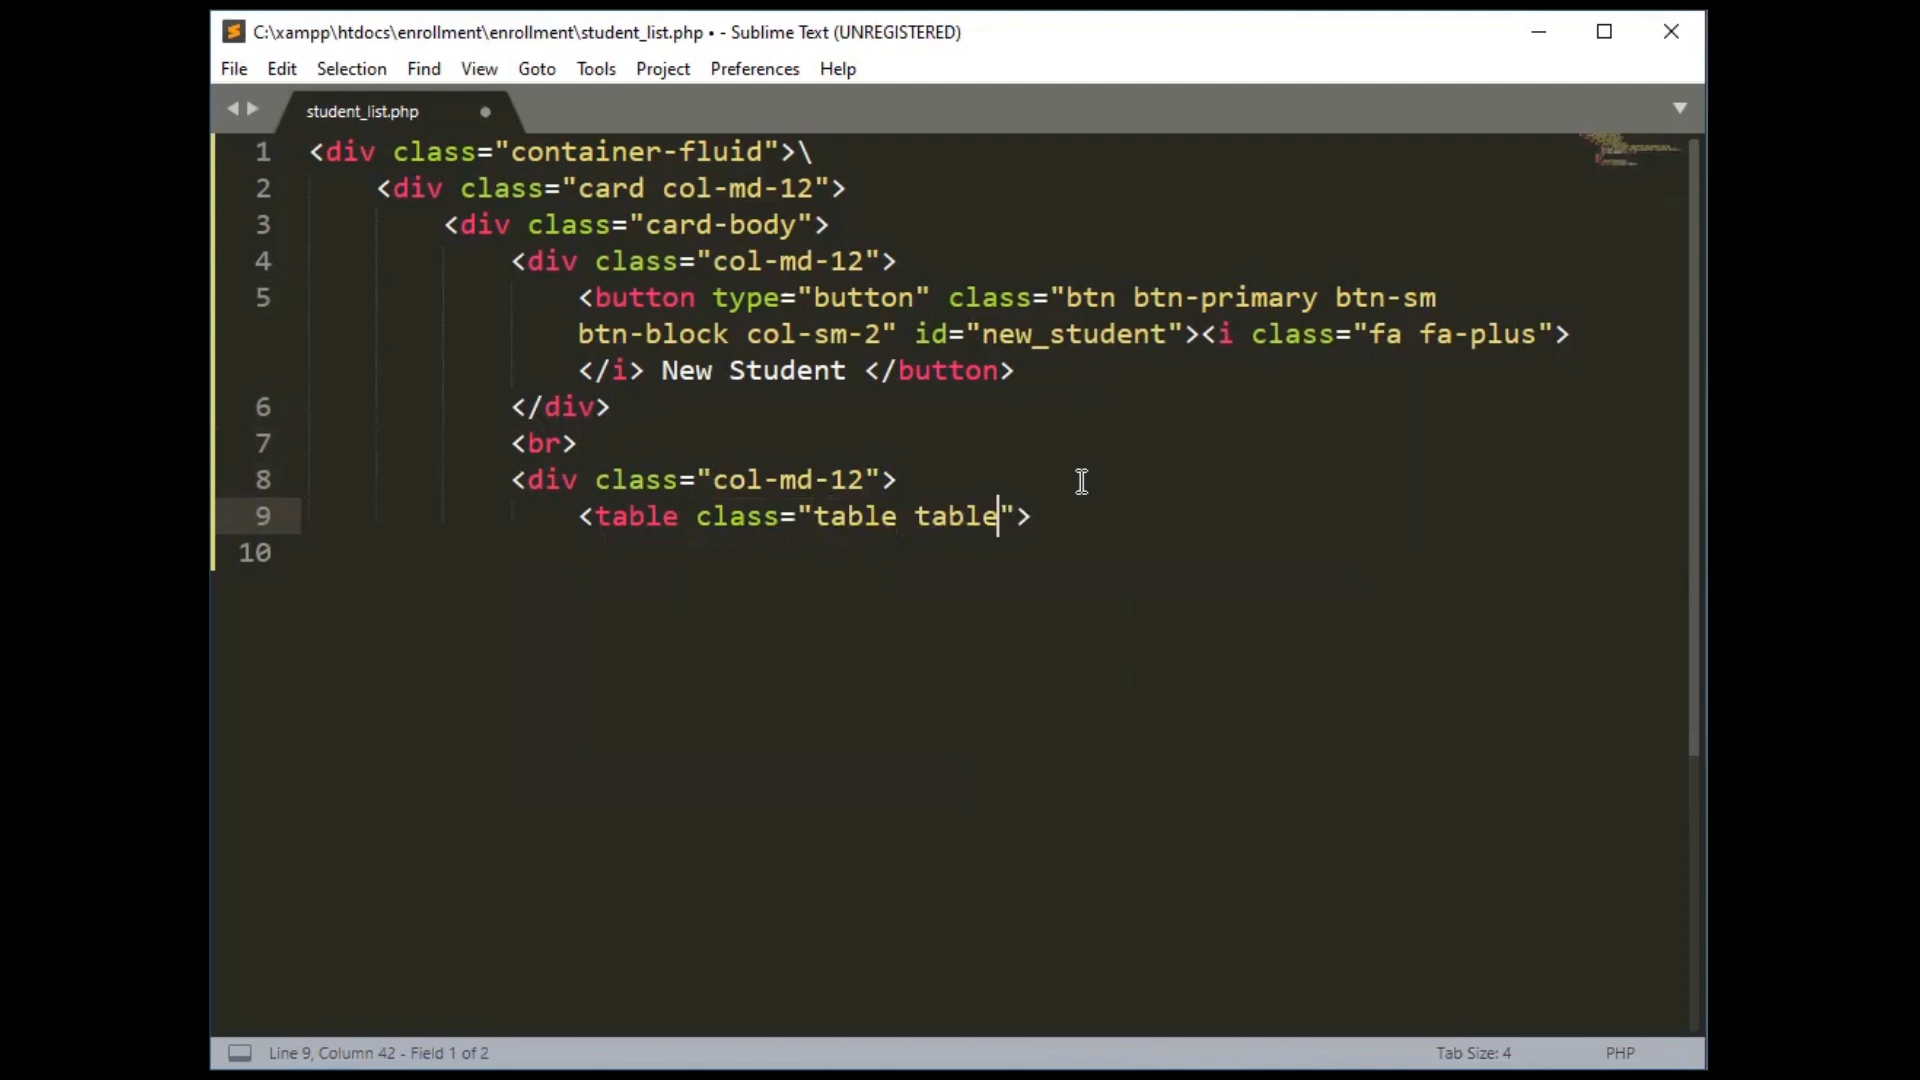 C:\xampp\htdocs\enrollment\enrollment\student_list.php • - Sublime Text (UNREGISTERED)
File Edit Selection Find View Goto Tools Project Preferences Help
student_list.php
1 <div class="container-fluid">\
2 <div class="card col-md-12">
3 <div class="card-body">
4 <div class="col-md-12">
5 <button type="button" class="btn btn-primary btn-sm
btn-block col-sm-2" id="new_student"><i class="fa fa-plus">
</i> New Student </button>
6 </div>
7 <br>
8 <div class="col-md-12">
9 <table class="table table">
10
Line 9, Column 42 - Field 1 of 2 Tab Size: 4 PHP